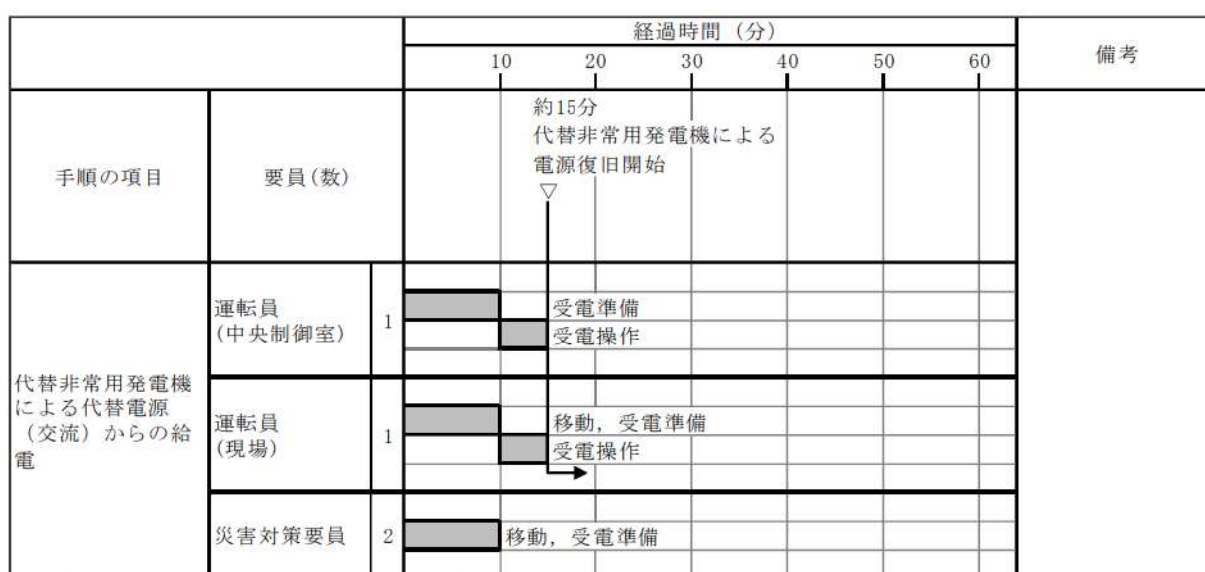 経過時間(分)
備考
10 20 30 40 50 60
手順の項目
要員(数)
約15分
代替非常用発電機による
電源復旧開始
▽
代替非常用発電機
による代替電源
(交流)からの給
電
運転員
(中央制御室)
1
受電準備
受電操作
運転員
(現場)
1
移動,受電準備
受電操作
災害対策要員
2
移動,受電準備